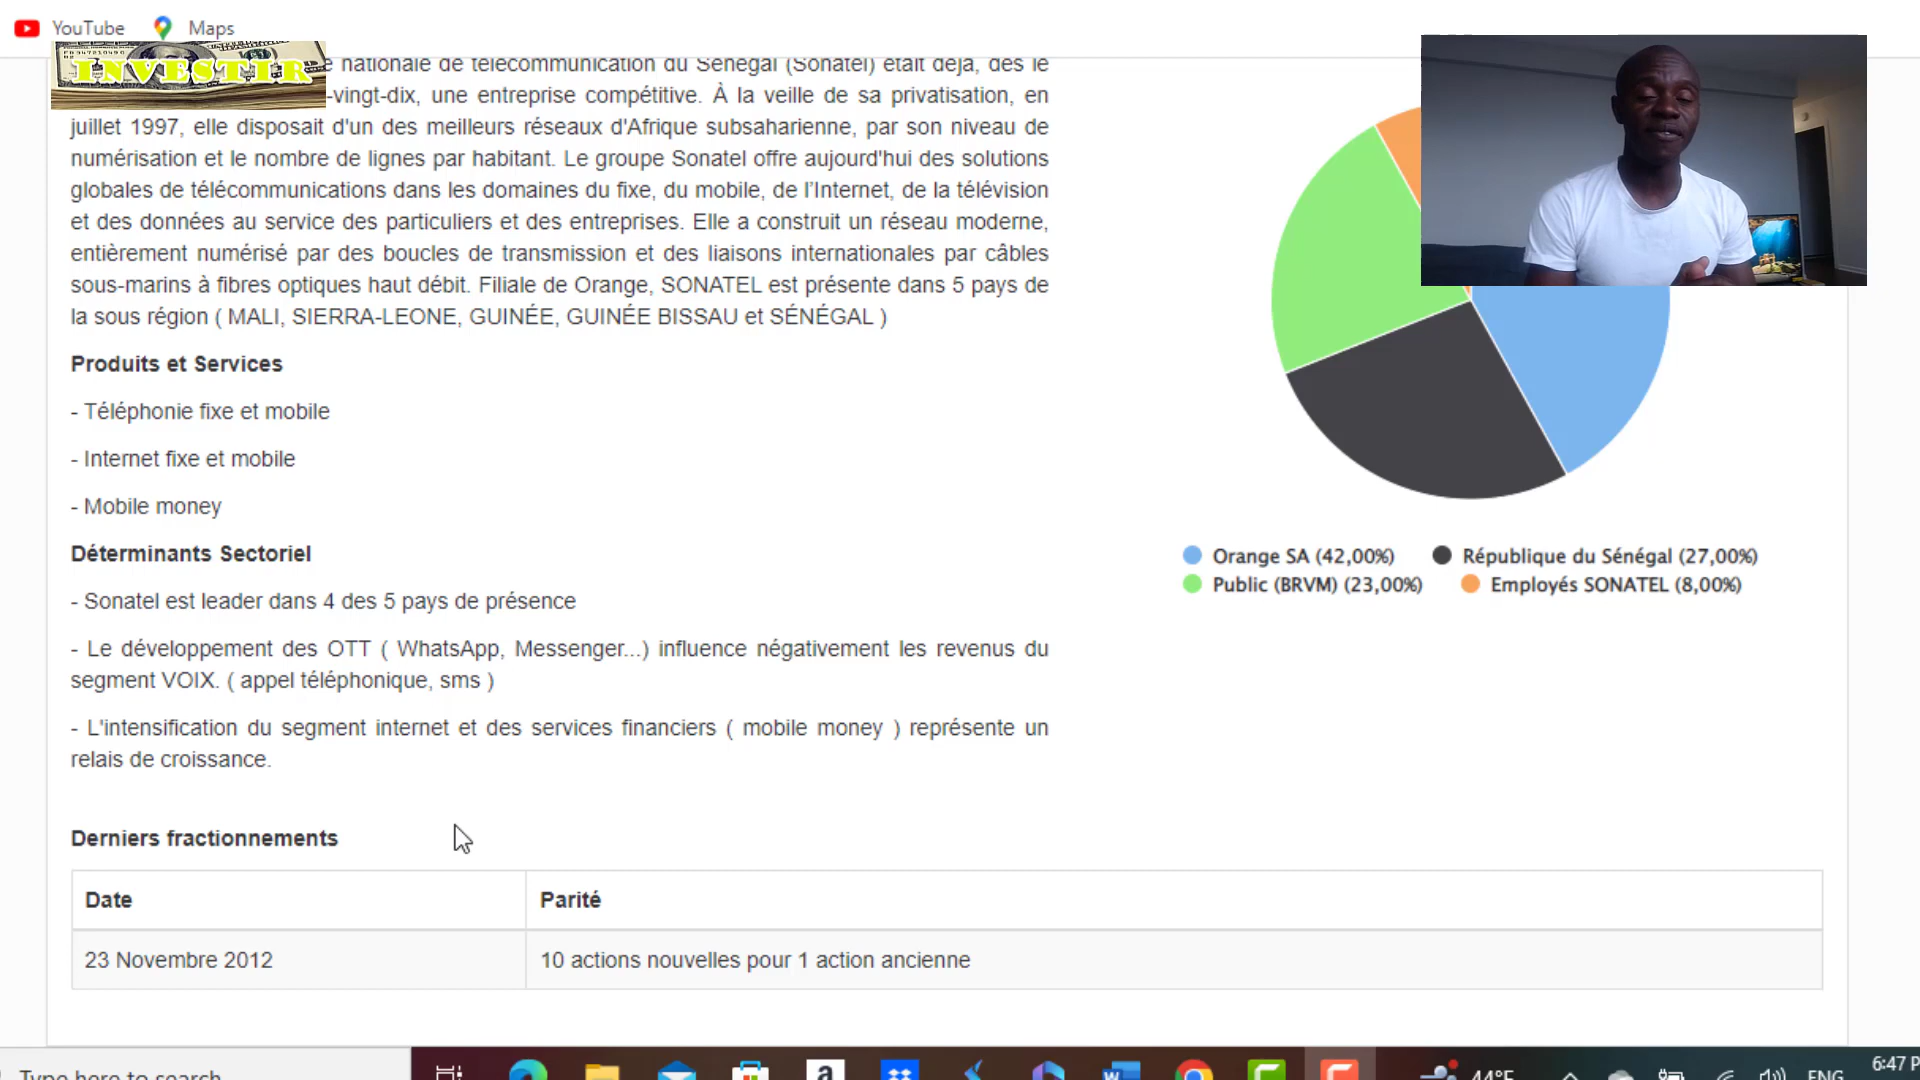 YouTube
Maps
INVESTIR
nationale de télécommunication du Sénégal (Sonatel) était déjà, dès le
-vingt-dix, une entreprise compétitive. À la veille de sa privatisation, en
juillet 1997, elle disposait d'un des meilleurs réseaux d'Afrique subsaharienne, par son niveau de
numérisation et le nombre de lignes par habitant. Le groupe Sonatel offre aujourd'hui des solutions
globales de télécommunications dans les domaines du fixe, du mobile, de l’Internet, de la télévision
et des données au service des particuliers et des entreprises. Elle a construit un réseau moderne,
entièrement numérisé par des boucles de transmission et des liaisons internationales par câbles
sous-marins à fibres optiques haut débit. Filiale de Orange, SONATEL est présente dans 5 pays de
la sous région ( MALI, SIERRA-LEONE, GUINÉE, GUINÉE BISSAU et SÉNÉGAL )
Produits et Services
- Téléphonie fixe et mobile
- Internet fixe et mobile
- Mobile money
Déterminants Sectoriel
- Sonatel est leader dans 4 des 5 pays de présence
- Le développement des OTT ( WhatsApp, Messenger...) influence négativement les revenus du
segment VOIX. ( appel téléphonique, sms )
- L'intensification du segment internet et des services financiers ( mobile money ) représente un
relais de croissance.
Orange SA (42,00%)
République du Sénégal (27,00%)
Public (BRVM) (23,00%)
Employés SONATEL (8,00%)
Derniers fractionnements
Date
Parité
23 Novembre 2012
10 actions nouvelles pour 1 action ancienne
Type here to search
44°F
ENG
6:47 P